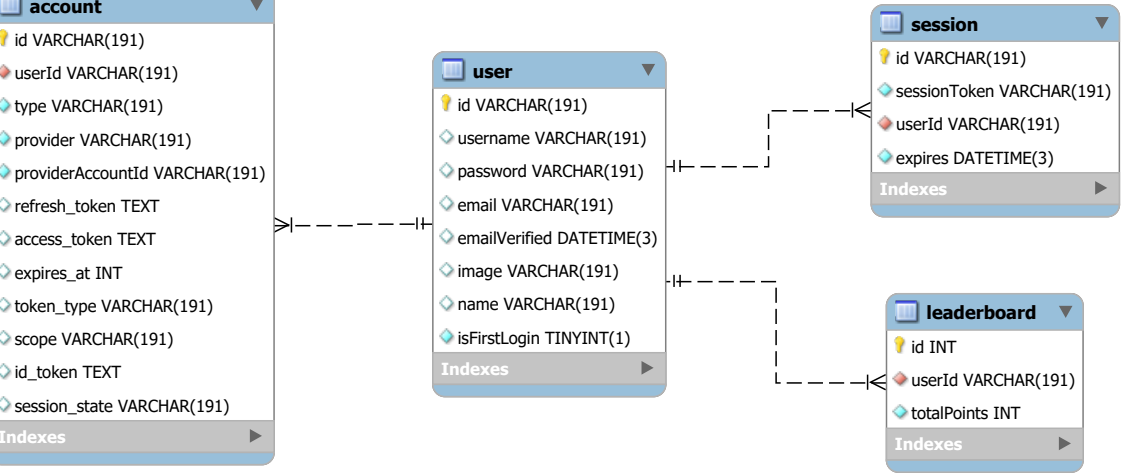 account
id VARCHAR(191)
userId VARCHAR(191)
type VARCHAR(191)
provider VARCHAR(191)
providerAccountId VARCHAR(191)
refresh_token TEXT
access_token TEXT
expires_at INT
token_type VARCHAR(191)
scope VARCHAR(191)
id_token TEXT
session_state VARCHAR(191)
Indexes
user
id VARCHAR(191)
username VARCHAR(191)
password VARCHAR(191)
email VARCHAR(191)
emailVerified DATETIME(3)
image VARCHAR(191)
name VARCHAR(191)
isFirstLogin TINYINT(1)
Indexes
session
id VARCHAR(191)
sessionToken VARCHAR(191)
userId VARCHAR(191)
expires DATETIME(3)
Indexes
leaderboard
id INT
userId VARCHAR(191)
totalPoints INT
Indexes